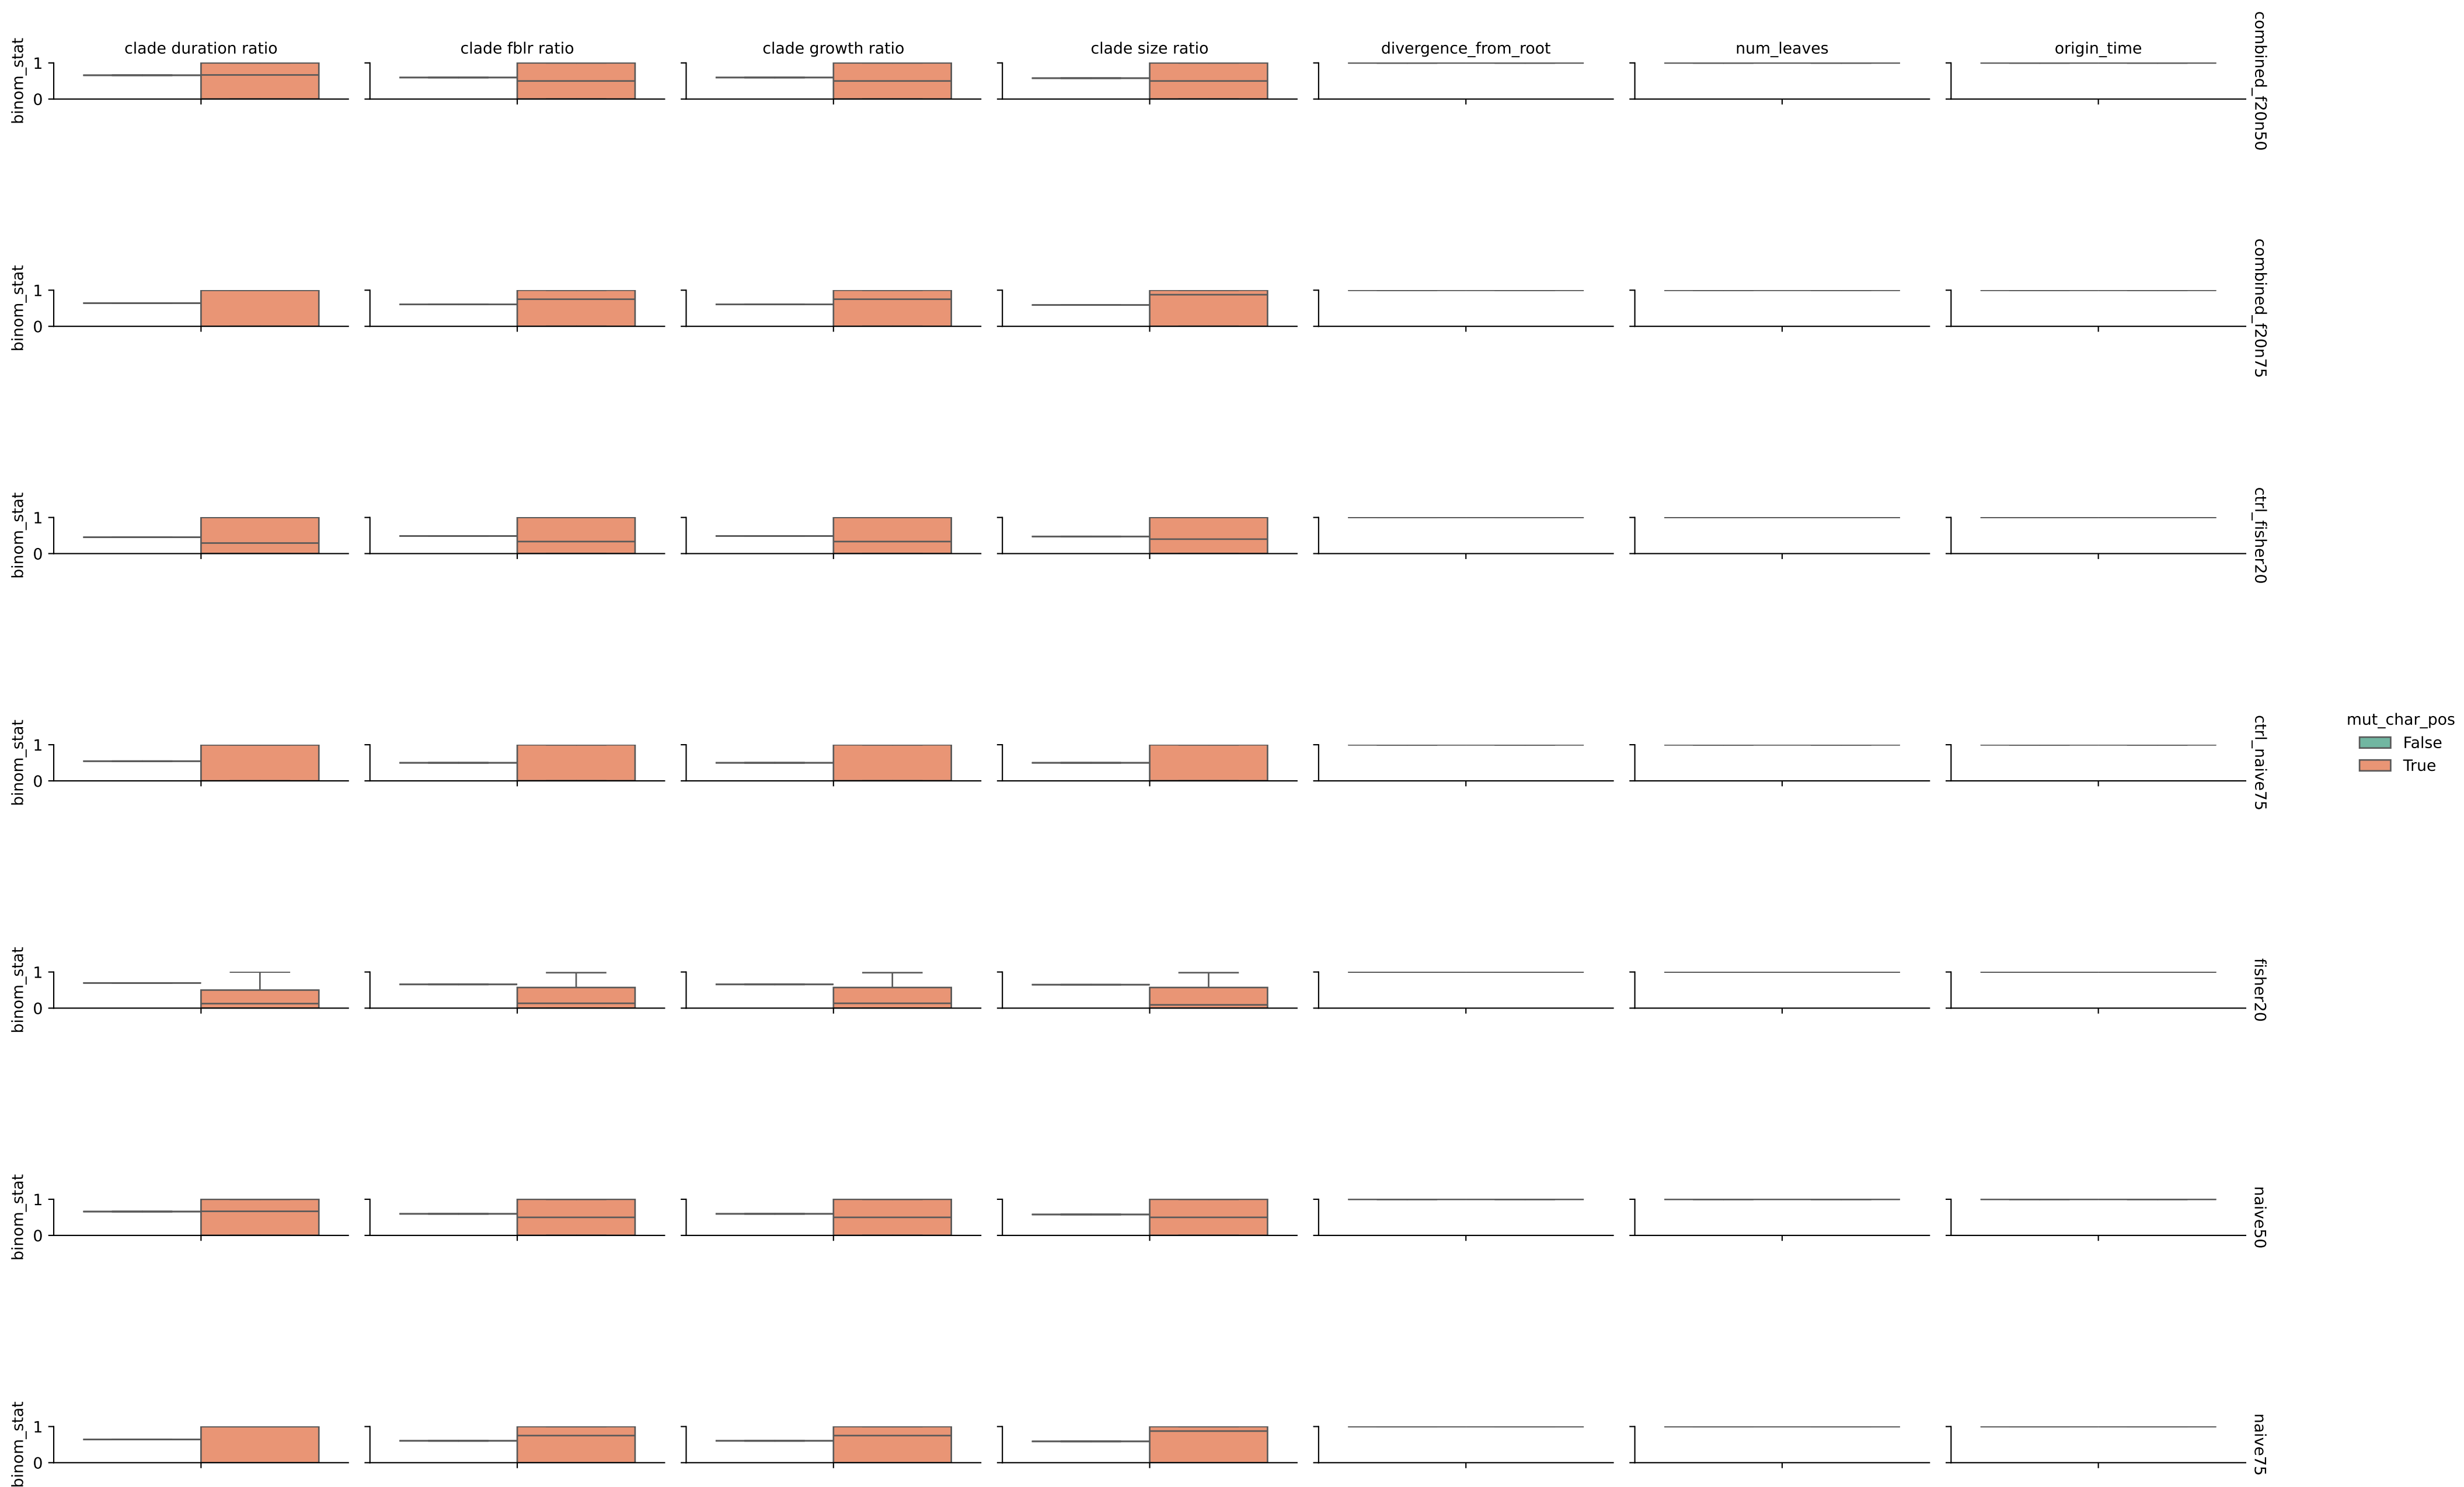 clade duration ratio clade fblr ratio clade growth ratio clade size ratio divergence_from_root num_leaves origin_time
binom_stat
1
0
combined_f20n50
binom_stat
1
0
combined_f20n75
binom_stat
1
0
ctrl_fisher20
binom_stat
1
0
ctrl_naive75
mut_char_pos
False
True
binom_stat
1
0
fisher20
binom_stat
1
0
naive50
binom_stat
1
0
naive75